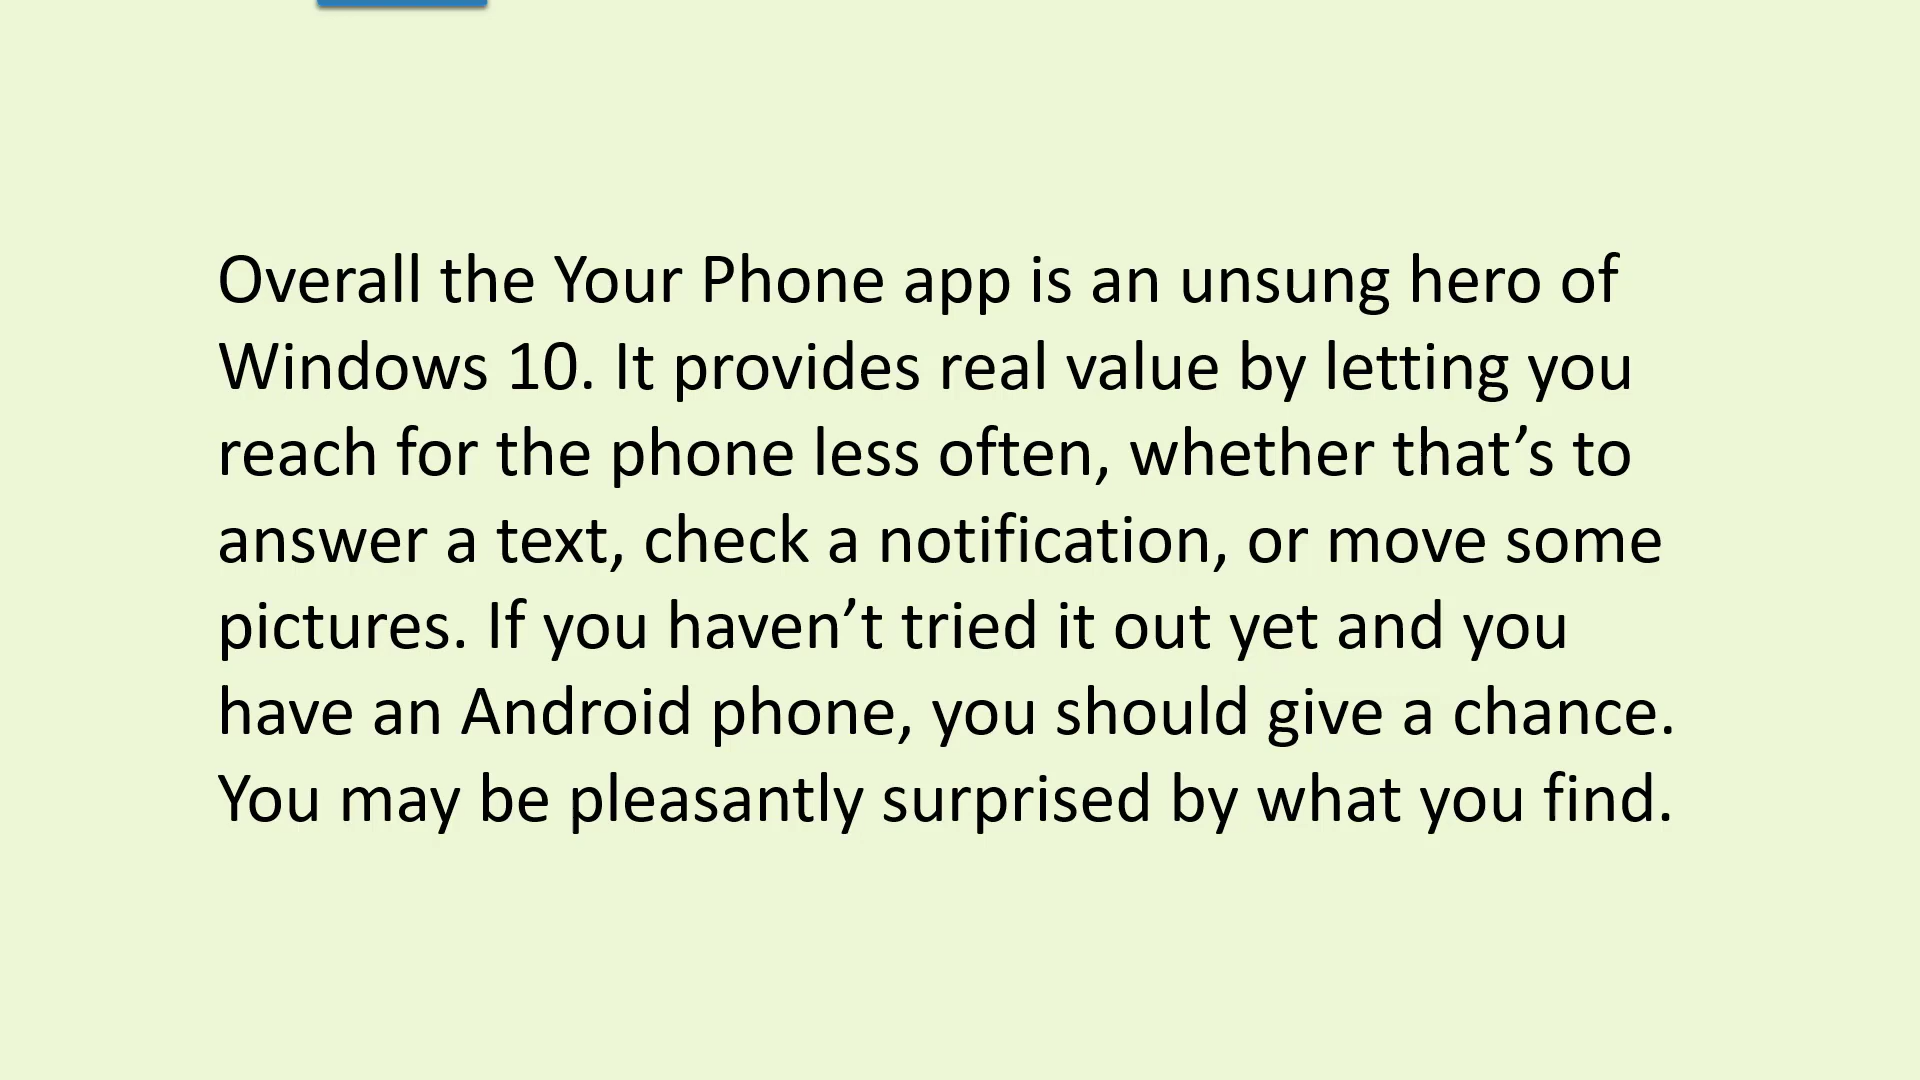 Overall the Your Phone app is an unsung hero of
Windows 10. It provides real value by letting you
reach for the phone less often, whether that’s to
answer a text, check a notification, or move some
pictures. If you haven’t tried it out yet and you
have an Android phone, you should give a chance.
You may be pleasantly surprised by what you find.